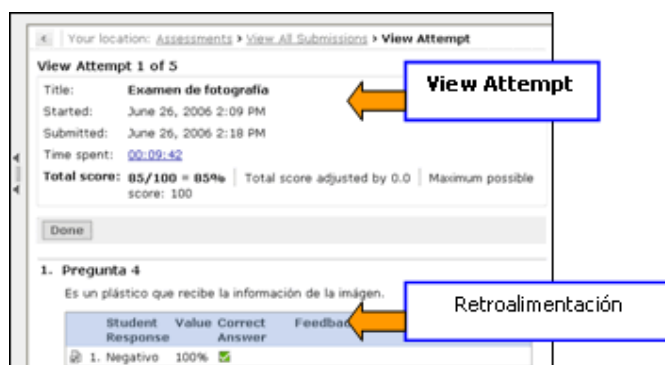 Your location: Assessments › View All Submissions › View Attempt
View Attempt 1 of 5
View Attempt
Title: Examen de fotografía
Started: June 26, 2006 2:09 PM
Submitted: June 26, 2006 2:18 PM
Time spent: 00:09:42
Total score: 85/100 = 85% Total score adjusted by 0.0 Maximum possible
score: 100
Done
1. Pregunta 4
Es un plástico que recibe la información de la imágen.
Retroalimentación
Student Value Correct
Response Answer
1. Negativo 100%